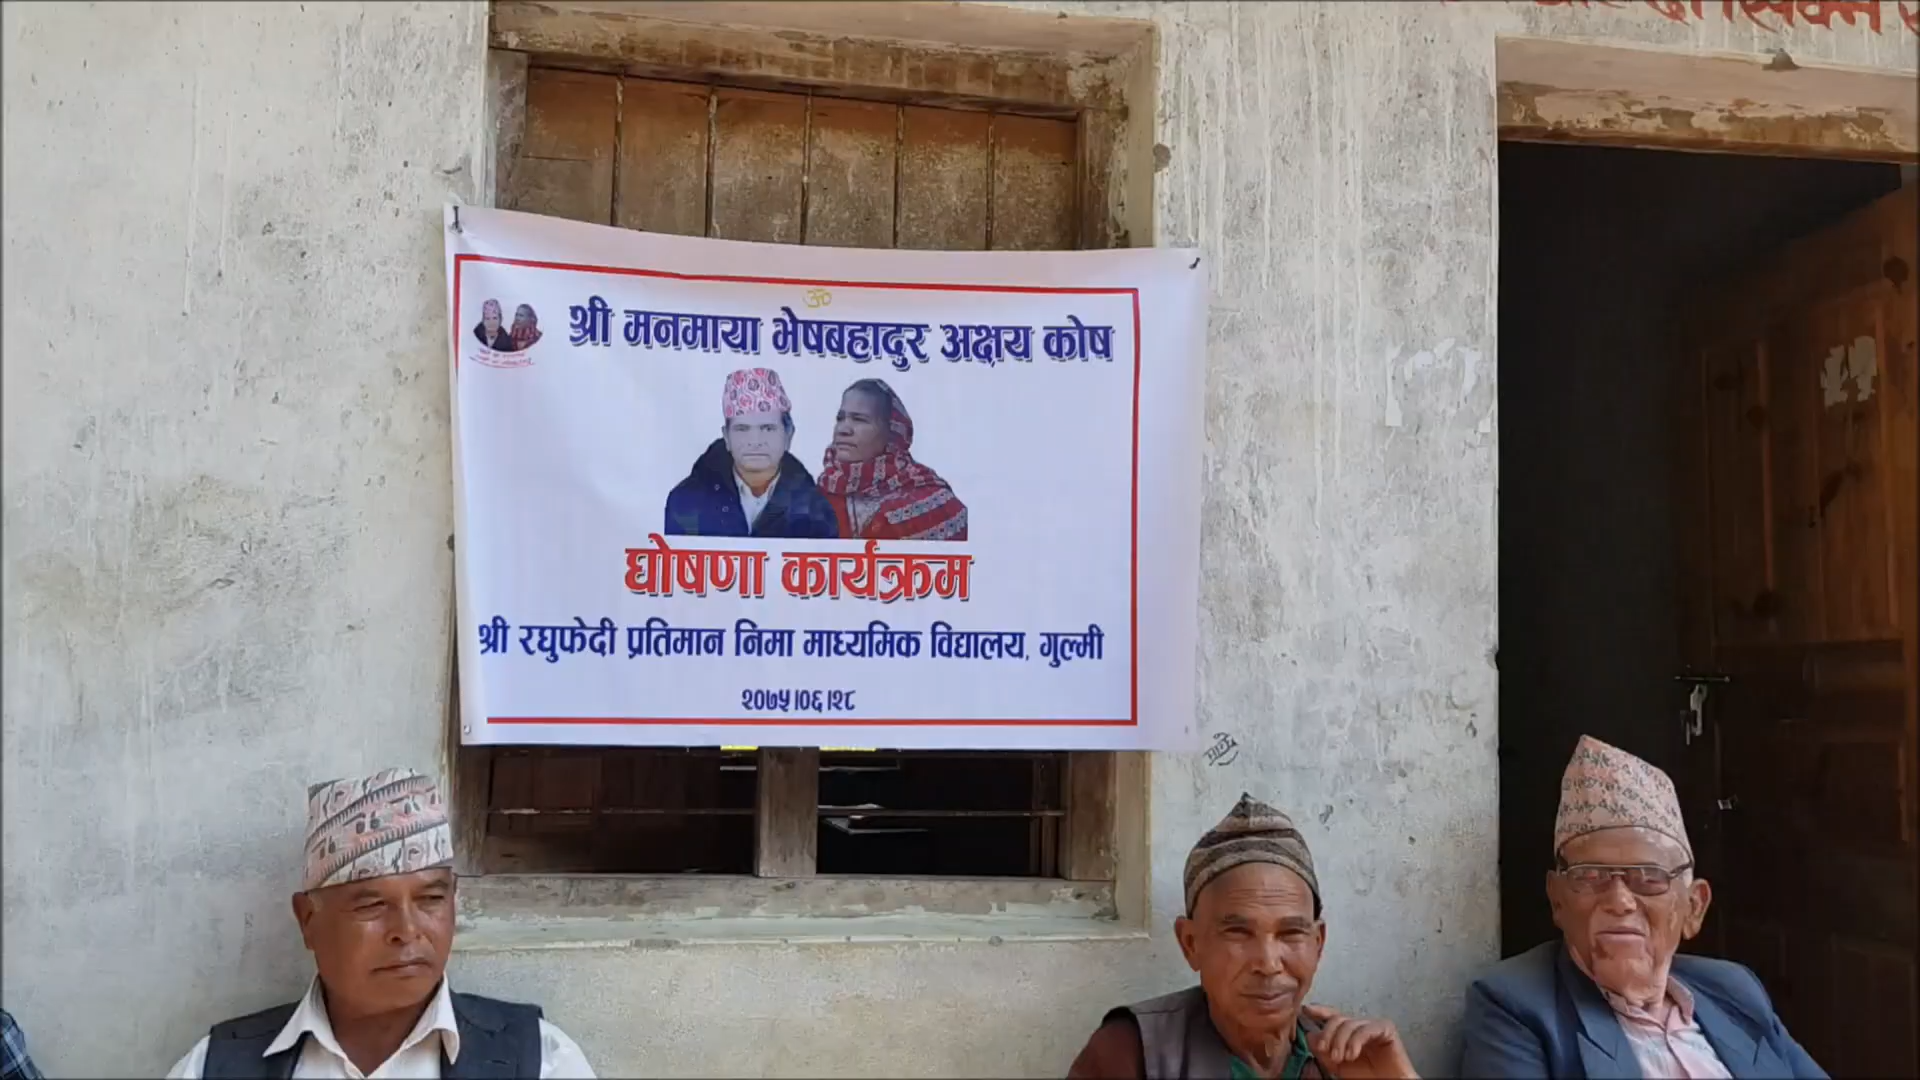 ॐ
श्री मनमाया भेषबहादुर अक्षय कोष
घोषणा कार्यक्रम
श्री रघुफेदी प्रतिमान निमा माध्यमिक विद्यालय, गुल्मी
२०७५।०६।२८